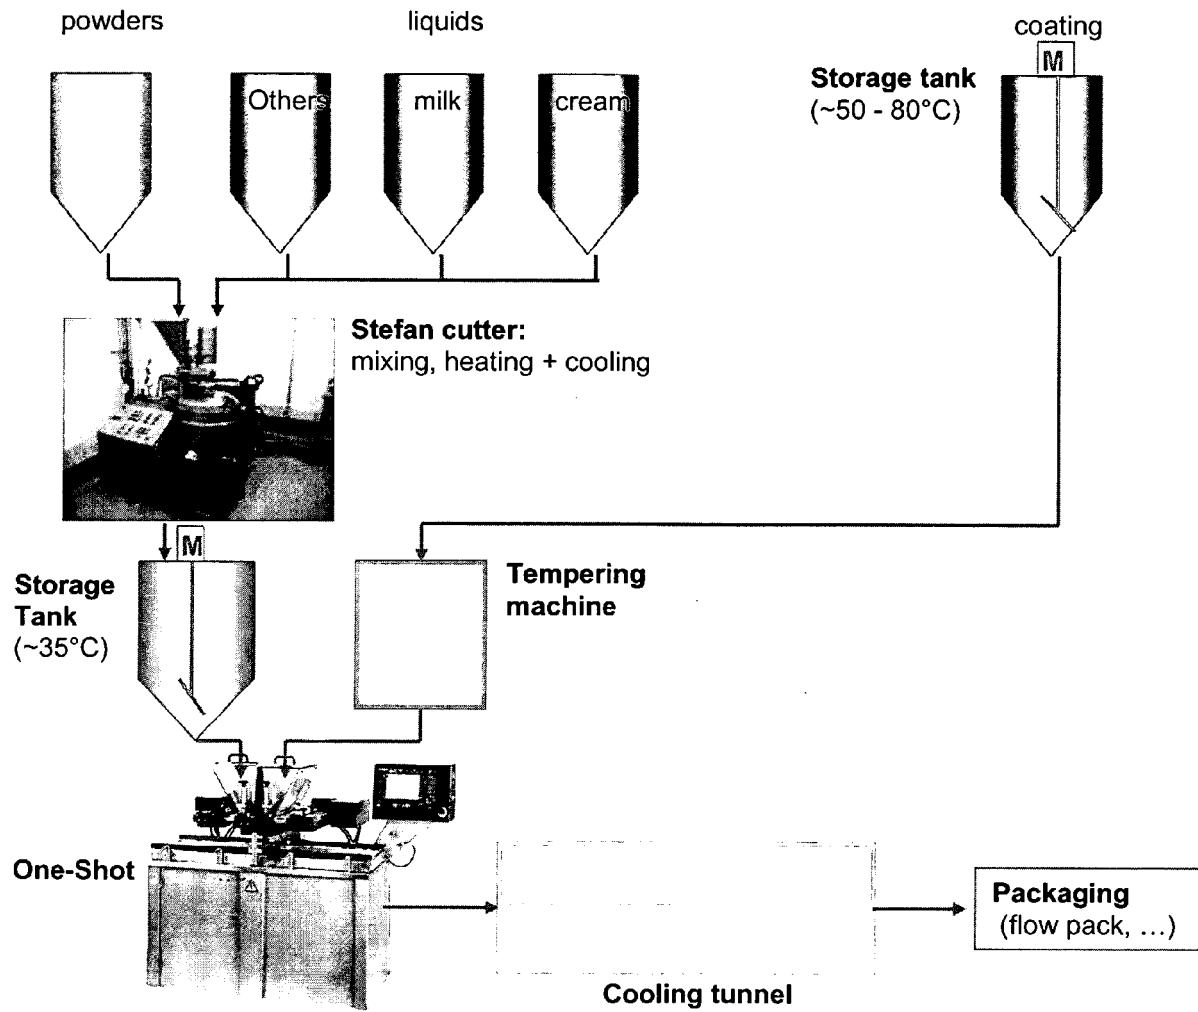 powders
liquids
coating
M
Others
milk
cream
Storage tank
(~50 - 80°C)
Stefan cutter:
mixing, heating + cooling
M
Storage
Tank
(~35°C)
Tempering
machine
One-Shot
Packaging
(flow pack, …)
Cooling tunnel